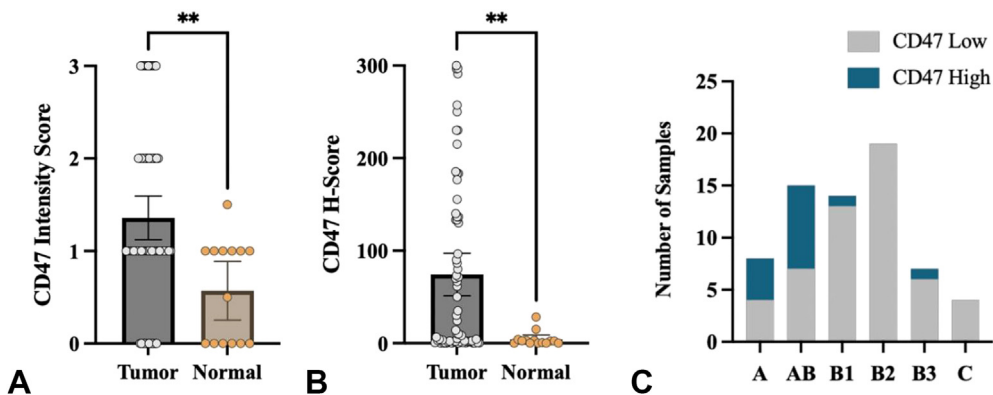 **
CD47 Intensity Score
3
2
1
0
Tumor Normal
A
**
CD47 H-Score
300
200
100
0
Tumor Normal
B
CD47 Low
CD47 High
Number of Samples
25
20
15
10
5
0
A AB B1 B2 B3 C
C